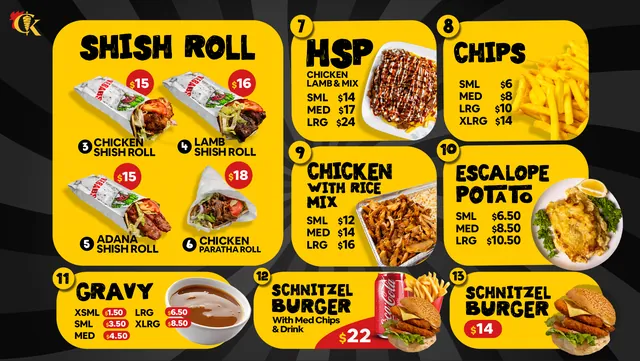 CK
SHISH ROLL
$15
3 CHICKEN
SHISH ROLL
$16
4 LAMB
SHISH ROLL
$15
5 ADANA
SHISH ROLL
$18
6 CHICKEN
PARATHA ROLL
7
HSP
CHICKEN
LAMB & MIX
SML $14
MED $17
LRG $24
8
CHIPS
SML $6
MED $8
LRG $10
XLRG $14
9
CHICKEN
WITH RICE
MIX
SML $12
MED $14
LRG $16
10
ESCALOPE
POTATO
SML $6.50
MED $8.50
LRG $10.50
11
GRAVY
XSML $1.50 LRG $6.50
SML $3.50 XLRG $8.50
MED $4.50
12
SCHNITZEL
BURGER
With Med Chips
& Drink
$22
Coca-Cola
13
SCHNITZEL
BURGER
$14